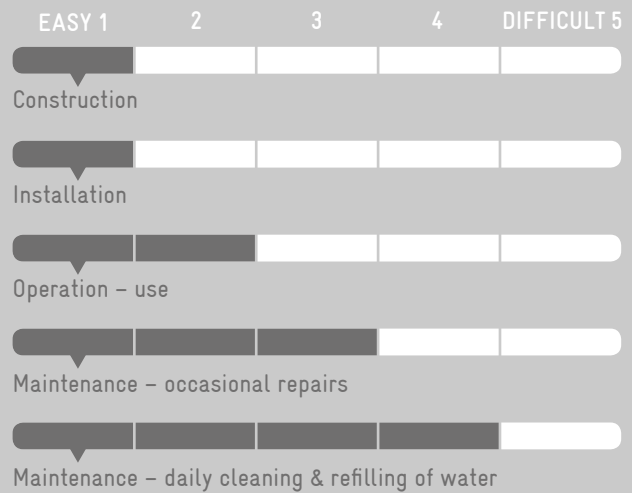 EASY 1 2 3 4 DIFFICULT 5
Construction
Installation
Operation – use
Maintenance – occasional repairs
Maintenance – daily cleaning & refilling of water